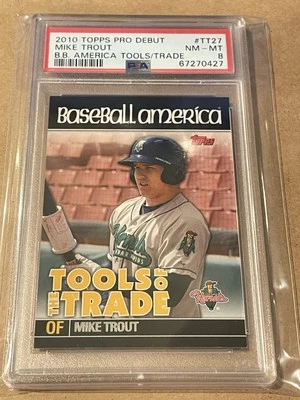 2010 TOPPS PRO DEBUT #TT27
MIKE TROUT NM-MT
B.B. AMERICA TOOLS/TRADE 8
PSA 67270427
BaseBall america
Topps
TOOLS OF
THE TRADE
OF MIKE TROUT